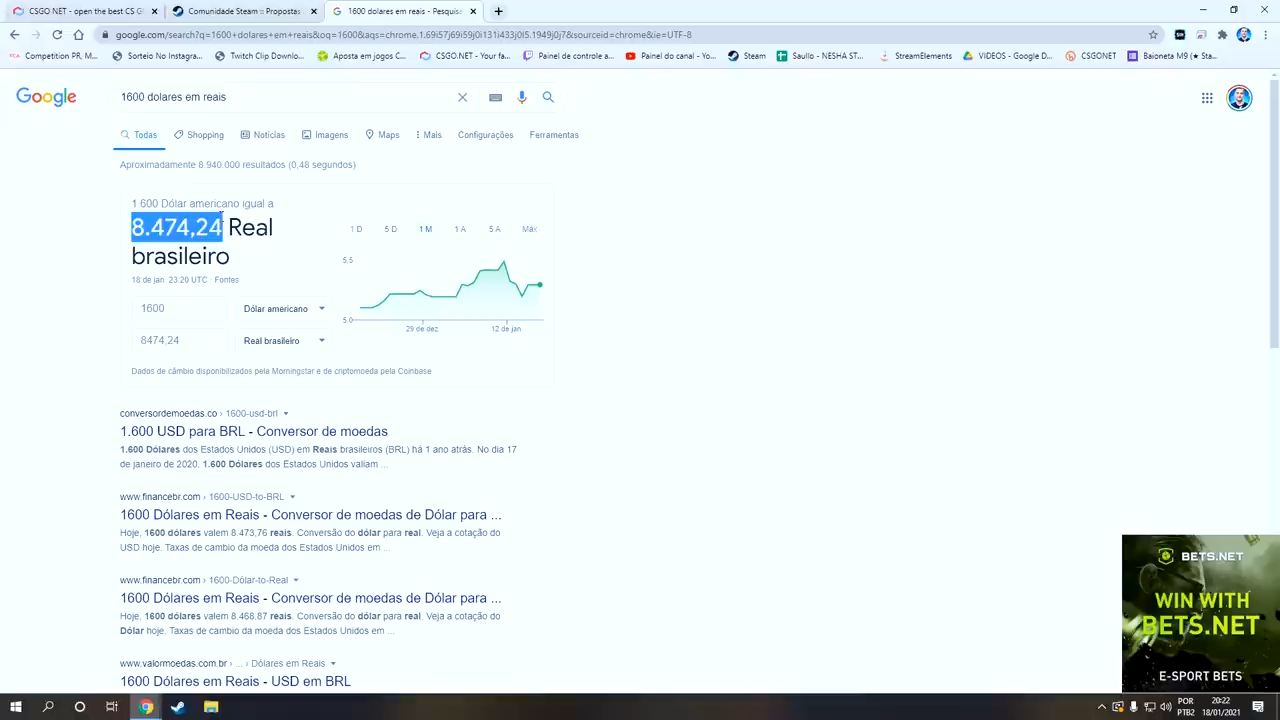 CSGO NET - open the best CS G
Comunidade Steam :: Propostas
1600 dolares em reais - Pesquisa
google.com/search?q=1600+dolares+em+reais&oq=1600&aqs=chrome.1.69i57j69i59j0i131i433j0l5.1949j0j7&sourceid=chrome&ie=UTF-8
Competition PR, M...
Sorteio No Instagra...
Twitch Clip Downlo...
Aposta em jogos C...
CSGO.NET - Your fa...
Painel de controle a...
Painel do canal - Yo...
Steam
Saullo - NESHA ST...
StreamElements
VIDEOS - Google D...
CSGONET
Baioneta M9 (★ Sta...
Google
1600 dolares em reais
Todas
Shopping
Notícias
Imagens
Maps
Mais
Configurações
Ferramentas
Aproximadamente 8.940.000 resultados (0,48 segundos)
1 600 Dólar americano igual a
8.474,24 Real
brasileiro
18 de jan 23:20 UTC · Fontes
1600
Dólar americano
8474,24
Real brasileiro
1 D
5 D
1 M
1 A
5 A
Máx
5,5
5,0
29 de dez
12 de jan
Dados de câmbio disponibilizados pela Morningstar e de criptomoeda pela Coinbase
conversordemoedas.co › 1600-usd-brl
1.600 USD para BRL - Conversor de moedas
1.600 Dólares dos Estados Unidos (USD) em Reais brasileiros (BRL) há 1 ano atrás. No dia 17
de janeiro de 2020, 1.600 Dólares dos Estados Unidos valiam ...
www.financebr.com › 1600-USD-to-BRL
1600 Dólares em Reais - Conversor de moedas de Dólar para ...
Hoje, 1600 dólares valem 8.473,76 reais. Conversão do dólar para real. Veja a cotação do
USD hoje. Taxas de cambio da moeda dos Estados Unidos em ...
www.financebr.com › 1600-Dólar-to-Real
1600 Dólares em Reais - Conversor de moedas de Dólar para ...
Hoje, 1600 dólares valem 8.468,87 reais. Conversão do dólar para real. Veja a cotação do
Dólar hoje. Taxas de cambio da moeda dos Estados Unidos em ...
www.valormoedas.com.br › ... › Dólares em Reais
1600 Dólares em Reais - USD em BRL
BETS.NET
WIN WITH
BETS.NET
E-SPORT BETS
POR
PTB2
20:22
18/01/2021